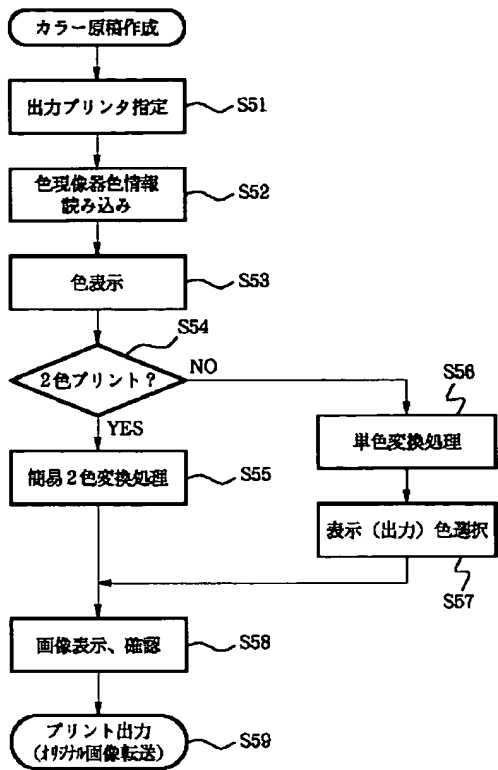 カラー原稿作成
出力プリンタ指定
S51
色現像器色情報
読み込み
S52
色表示
S53
S54
2色プリント？
NO
YES
S56
単色変換処理
簡易2色変換処理
S55
表示（出力）色選択
S57
画像表示、確認
S58
プリント出力
(オリジナル画像転送)
S59